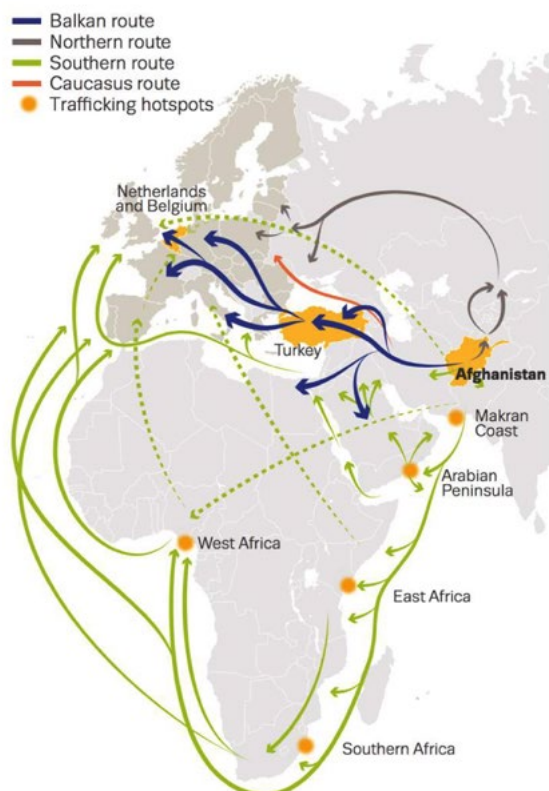 Balkan route
Northern route
Southern route
Caucasus route
Trafficking hotspots
Netherlands
and Belgium
Turkey
Afghanistan
Makran
Coast
Arabian
Peninsula
West Africa
East Africa
Southern Africa